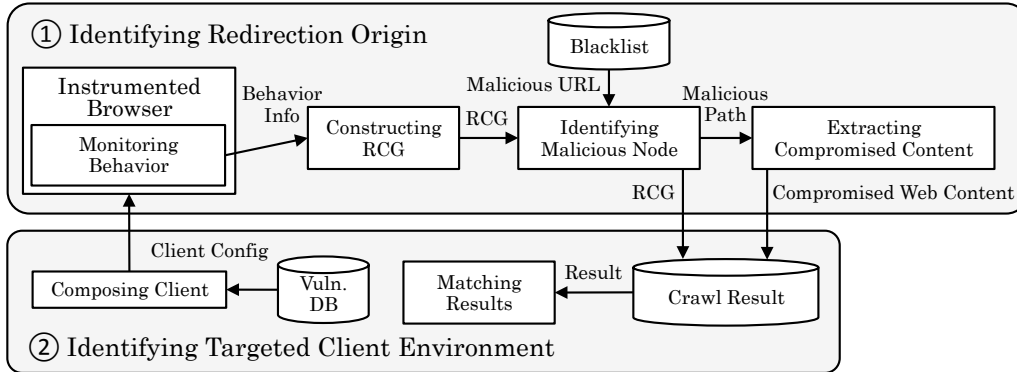 ① Identifying Redirection Origin
Blacklist
Instrumented
Browser
Monitoring
Behavior
Behavior
Info
Constructing
RCG
RCG
Malicious URL
Identifying
Malicious Node
Malicious
Path
Extracting
Compromised Content
RCG
Compromised Web Content
Client Config
Composing Client
Vuln.
DB
Matching
Results
Result
Crawl Result
② Identifying Targeted Client Environment